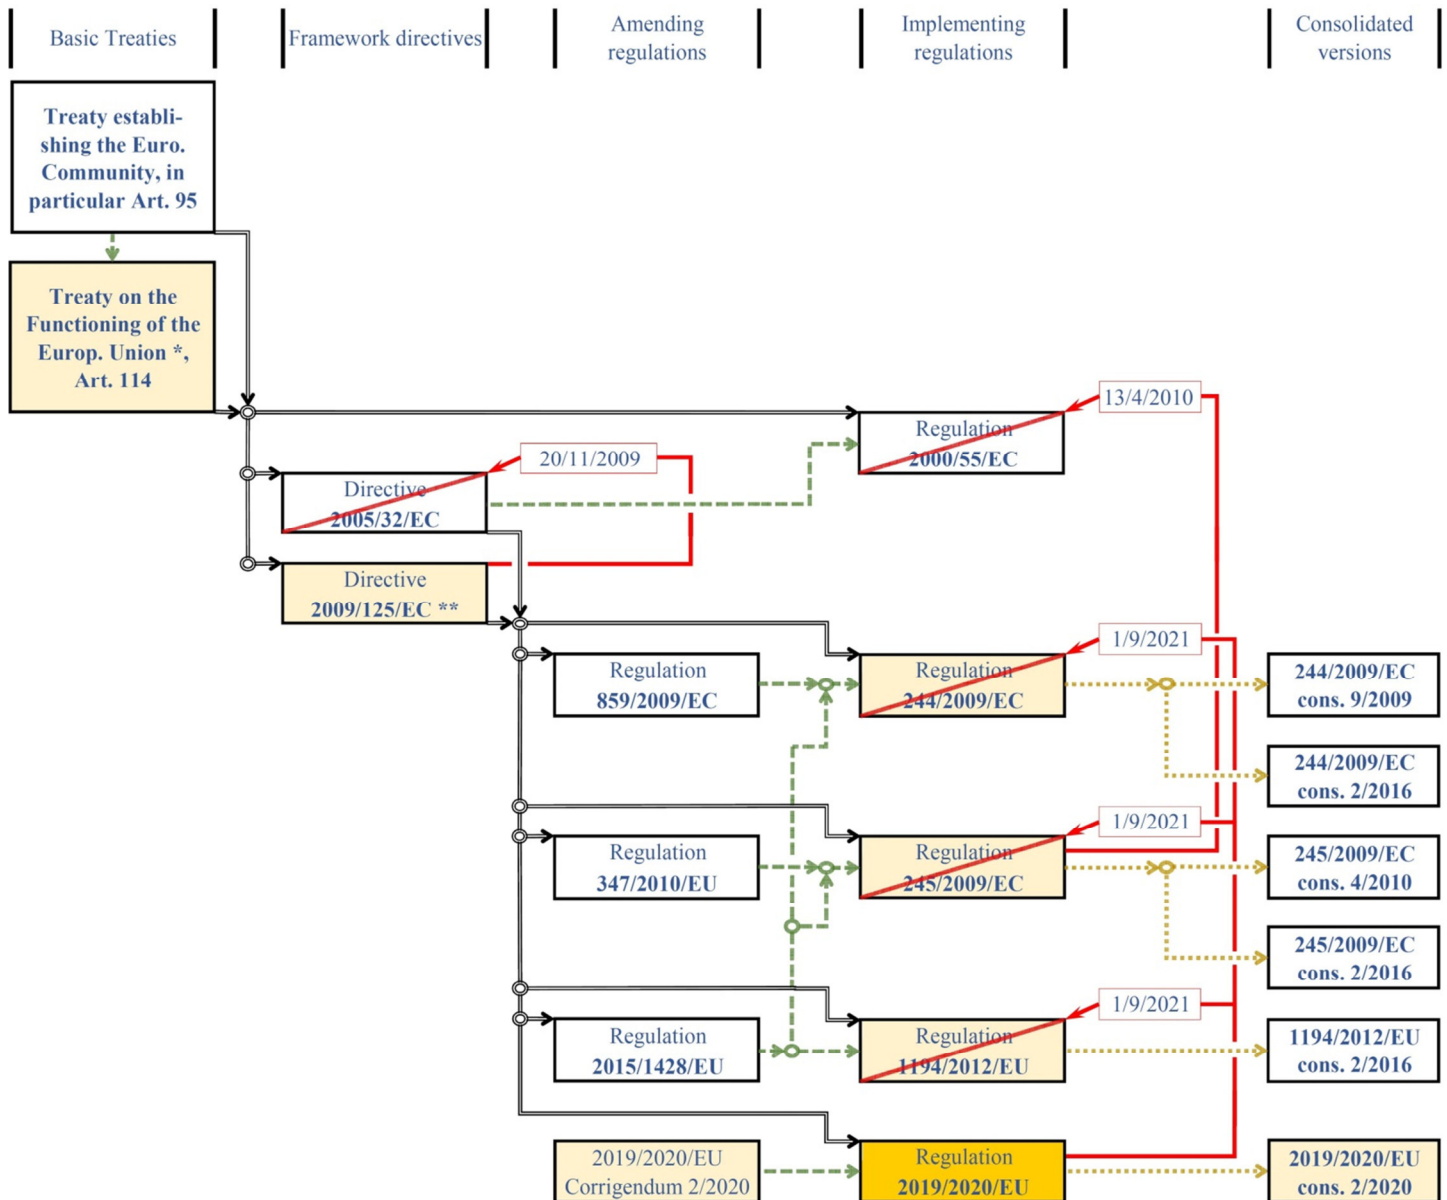 Basic Treaties
Framework directives
Amending
regulations
Implementing
regulations
Consolidated
versions
Treaty establi-
shing the Euro.
Community, in
particular Art. 95
Treaty on the
Functioning of the
Europ. Union *,
Art. 114
13/4/2010
Regulation
2000/55/EC
20/11/2009
Directive
2005/32/EC
Directive
2009/125/EC **
1/9/2021
Regulation
859/2009/EC
Regulation
244/2009/EC
244/2009/EC
cons. 9/2009
244/2009/EC
cons. 2/2016
1/9/2021
Regulation
347/2010/EU
Regulation
245/2009/EC
245/2009/EC
cons. 4/2010
245/2009/EC
cons. 2/2016
1/9/2021
Regulation
2015/1428/EU
Regulation
1194/2012/EU
1194/2012/EU
cons. 2/2016
2019/2020/EU
Corrigendum 2/2020
Regulation
2019/2020/EU
2019/2020/EU
cons. 2/2020